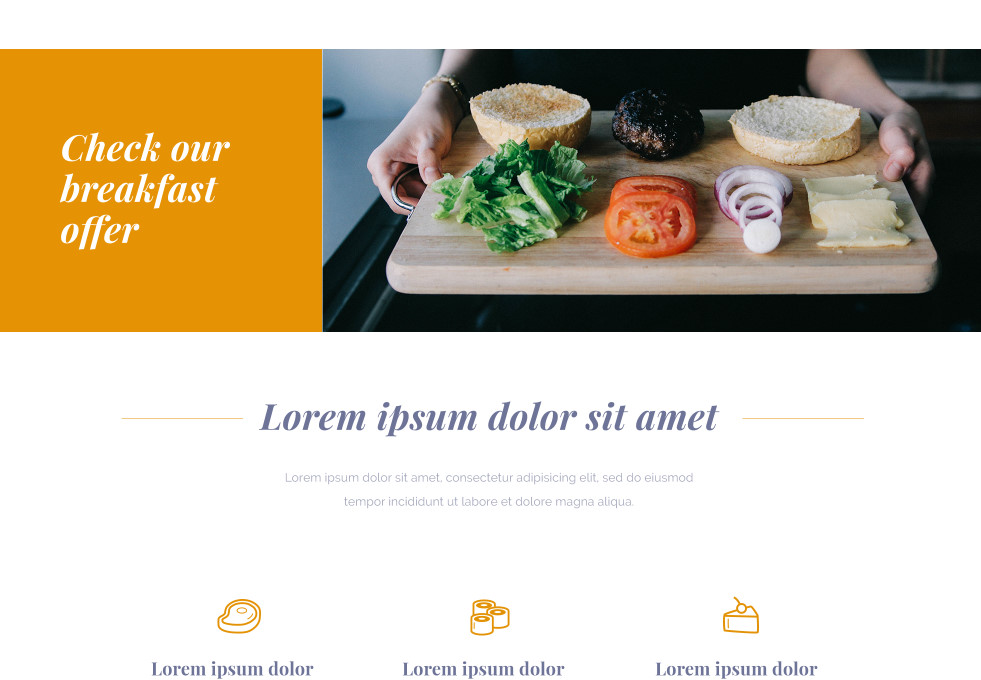 Check our
breakfast
offer
Lorem ipsum dolor sit amet
Lorem ipsum dolor sit amet, consectetur adipisicing elit, sed do eiusmod
tempor incididunt ut labore et dolore magna aliqua.
Lorem ipsum dolor
Lorem ipsum dolor
Lorem ipsum dolor